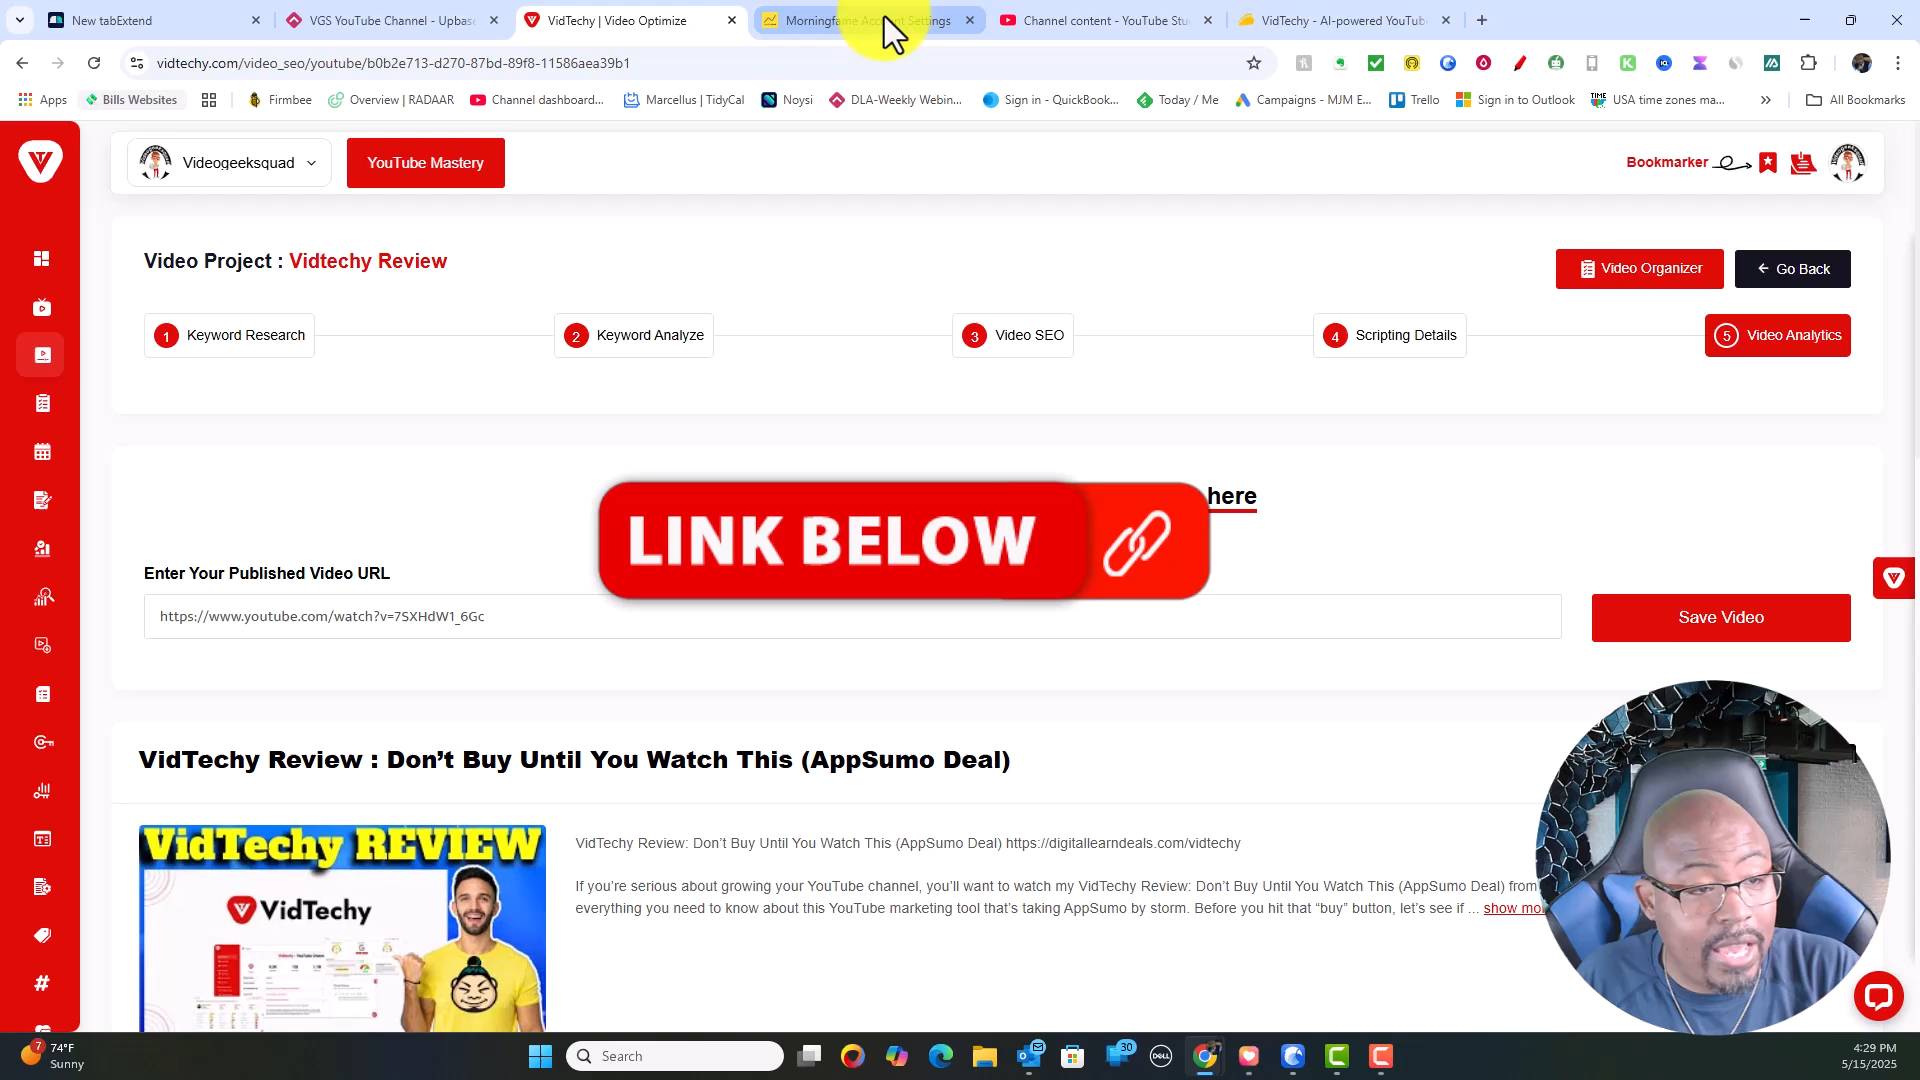 New tabExtend
VGS YouTube Channel - Upbase
VidTechy | Video Optimize
Morningfame Account Settings
Channel content - YouTube Stu
VidTechy - AI-powered YouTub
vidtechy.com/video_seo/youtube/b0b2e713-d270-87bd-89f8-11586aea39b1
Apps
Bills Websites
Firmbee
Overview | RADAAR
Channel dashboard...
Marcellus | TidyCal
Noysi
DLA-Weekly Webin...
Sign in - QuickBook...
Today / Me
Campaigns - MJM E...
Trello
Sign in to Outlook
USA time zones ma...
All Bookmarks
Videogeeksquad
YouTube Mastery
Bookmarker
Video Project : Vidtechy Review
Video Organizer
Go Back
1 Keyword Research
2 Keyword Analyze
3 Video SEO
4 Scripting Details
5 Video Analytics
here
LINK BELOW
Enter Your Published Video URL
https://www.youtube.com/watch?v=7SXHdW1_6Gc
Save Video
VidTechy Review : Don’t Buy Until You Watch This (AppSumo Deal)
VidTechy REVIEW
VidTechy
VidTechy Review: Don’t Buy Until You Watch This (AppSumo Deal) https://digitallearndeals.com/vidtechy
If you’re serious about growing your YouTube channel, you’ll want to watch my VidTechy Review: Don’t Buy Until You Watch This (AppSumo Deal) from
everything you need to know about this YouTube marketing tool that’s taking AppSumo by storm. Before you hit that “buy” button, let’s see if ... show mo
7
74°F
Sunny
Search
30
DELL
4:29 PM
5/15/2025